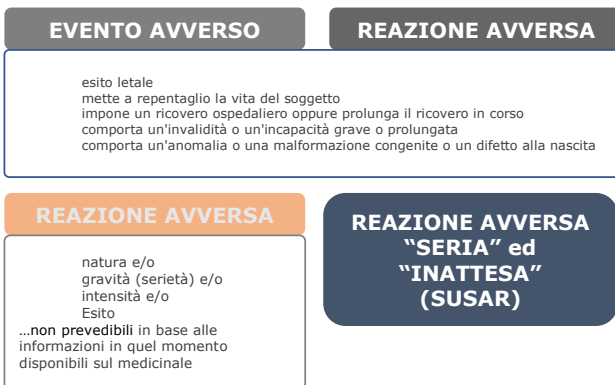 EVENTO AVVERSO
REAZIONE AVVERSA
esito letale
mette a repentaglio la vita del soggetto
impone un ricovero ospedaliero oppure prolunga il ricovero in corso
comporta un'invalidità o un'incapacità grave o prolungata
comporta un'anomalia o una malformazione congenite o un difetto alla nascita
REAZIONE AVVERSA
natura e/o
gravità (serietà) e/o
intensità e/o
Esito
…non prevedibili in base alle
informazioni in quel momento
disponibili sul medicinale
REAZIONE AVVERSA
“SERIA” ed
“INATTESA”
(SUSAR)